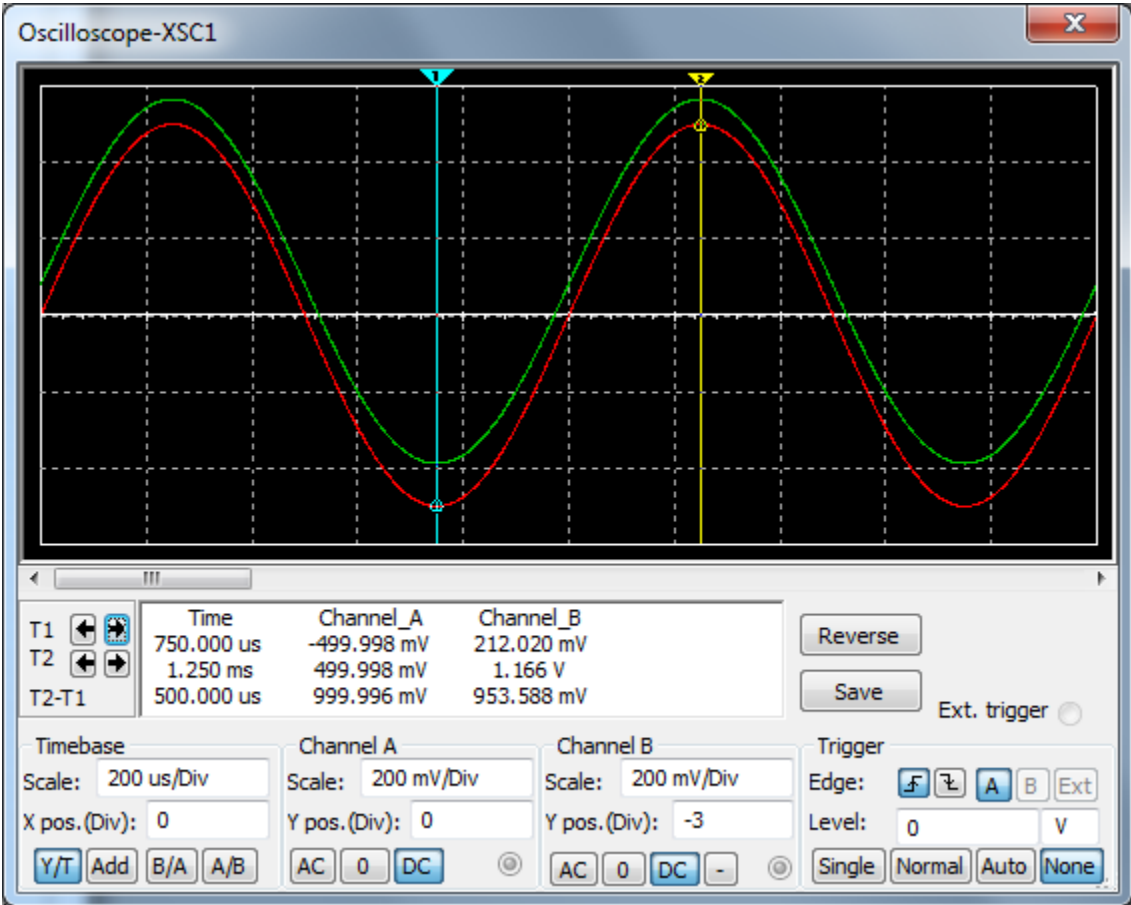 Oscilloscope-XSC1
1
2
Time Channel_A Channel_B
T1 750.000 us -499.998 mV 212.020 mV
T2 1.250 ms 499.998 mV 1.166 V
T2-T1 500.000 us 999.996 mV 953.588 mV
Reverse
Save
Ext. trigger
Timebase Channel A Channel B Trigger
Scale: 200 us/Div Scale: 200 mV/Div Scale: 200 mV/Div Edge: A B Ext
X pos.(Div): 0 Y pos.(Div): 0 Y pos.(Div): -3 Level: 0 V
Y/T Add B/A A/B AC 0 DC AC 0 DC - Single Normal Auto None